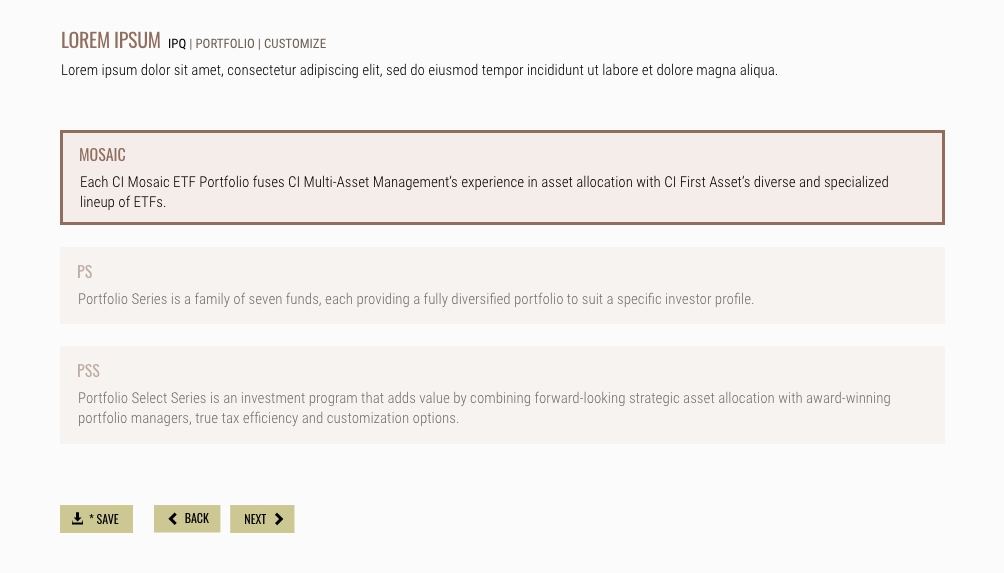 LOREM IPSUM IPQ | PORTFOLIO | CUSTOMIZE
Lorem ipsum dolor sit amet, consectetur adipiscing elit, sed do eiusmod tempor incididunt ut labore et dolore magna aliqua.
MOSAIC
Each CI Mosaic ETF Portfolio fuses CI Multi-Asset Management’s experience in asset allocation with CI First Asset’s diverse and specialized
lineup of ETFs.
PS
Portfolio Series is a family of seven funds, each providing a fully diversified portfolio to suit a specific investor profile.
PSS
Portfolio Select Series is an investment program that adds value by combining forward-looking strategic asset allocation with award-winning
portfolio managers, true tax efficiency and customization options.
* SAVE BACK NEXT